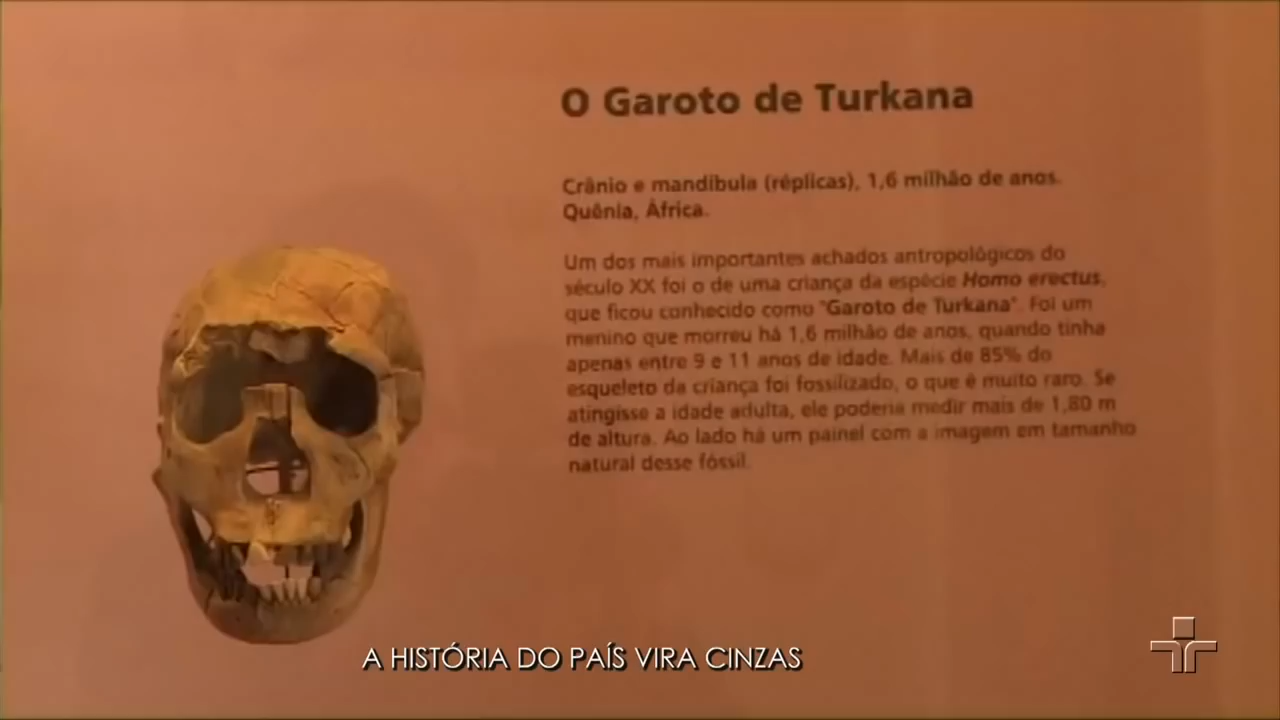 O Garoto de Turkana
Crânio e mandíbula (réplicas), 1,6 milhão de anos.
Quênia, África.
Um dos mais importantes achados antropológicos do
século XX foi o de uma criança da espécie Homo erectus,
que ficou conhecido como "Garoto de Turkana". Foi um
menino que morreu há 1,6 milhão de anos, quando tinha
apenas entre 9 e 11 anos de idade. Mais de 85% do
esqueleto da criança foi fossilizado, o que é muito raro. Se
atingisse a idade adulta, ele poderia medir mais de 1,80 m
de altura. Ao lado há um painel com a imagem em tamanho
natural desse fóssil.
A HISTÓRIA DO PAÍS VIRA CINZAS